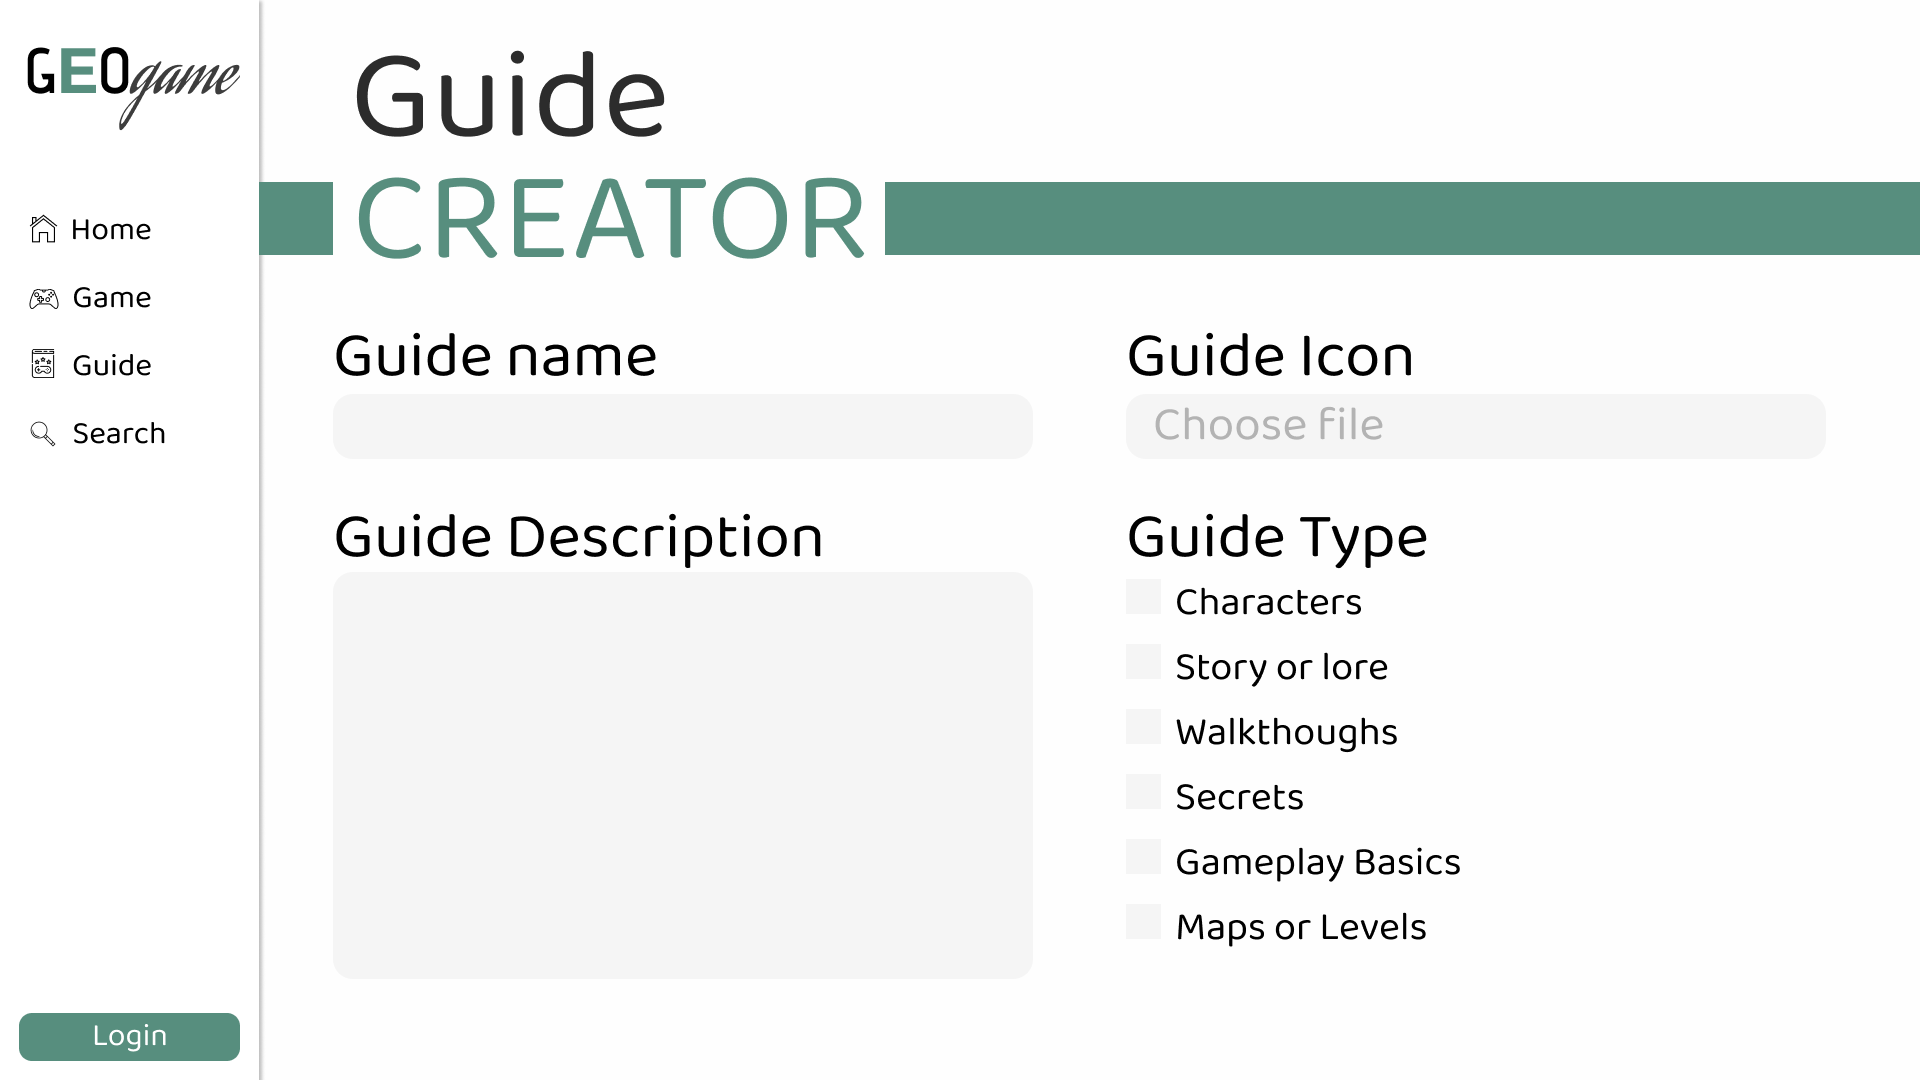 GEOgame
Home
Game
Guide
Search
Login
Guide
CREATOR
Guide name
Guide Icon
Choose file
Guide Description
Guide Type
Characters
Story or lore
Walkthoughs
Secrets
Gameplay Basics
Maps or Levels